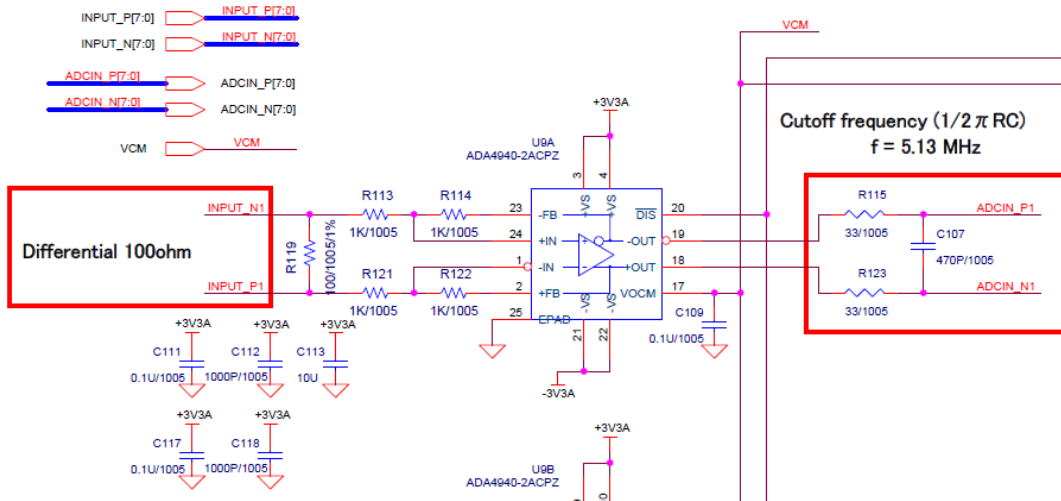 INPUT_P[7:0] INPUT_P[7:0]
INPUT_N[7:0] INPUT_N[7:0]
ADCIN_P[7:0] ADCIN_P[7:0]
ADCIN_N[7:0] ADCIN_N[7:0]
VCM VCM
VCM
+3V3A
U9A
ADA4940-2ACPZ
Cutoff frequency (1/2 π RC)
f = 5.13 MHz
INPUT_N1
Differential 100ohm
INPUT_P1
R113
1K/1005
R114
1K/1005
R119
100/1005/1%
R121
1K/1005
R122
1K/1005
3
4
+VS
+VS
23 -FB
24 +IN
1 -IN
2 +FB
25 EPAD
DIS 20
-OUT 19
+OUT 18
VOCM 17
-VS
-VS
21
22
-3V3A
C109
0.1U/1005
R115
33/1005
ADCIN_P1
C107
470P/1005
R123
33/1005
ADCIN_N1
+3V3A +3V3A +3V3A
C111 C112 C113
0.1U/1005 1000P/1005 10U
+3V3A +3V3A
C117 C118
0.1U/1005 1000P/1005
+3V3A
U9B
ADA4940-2ACPZ